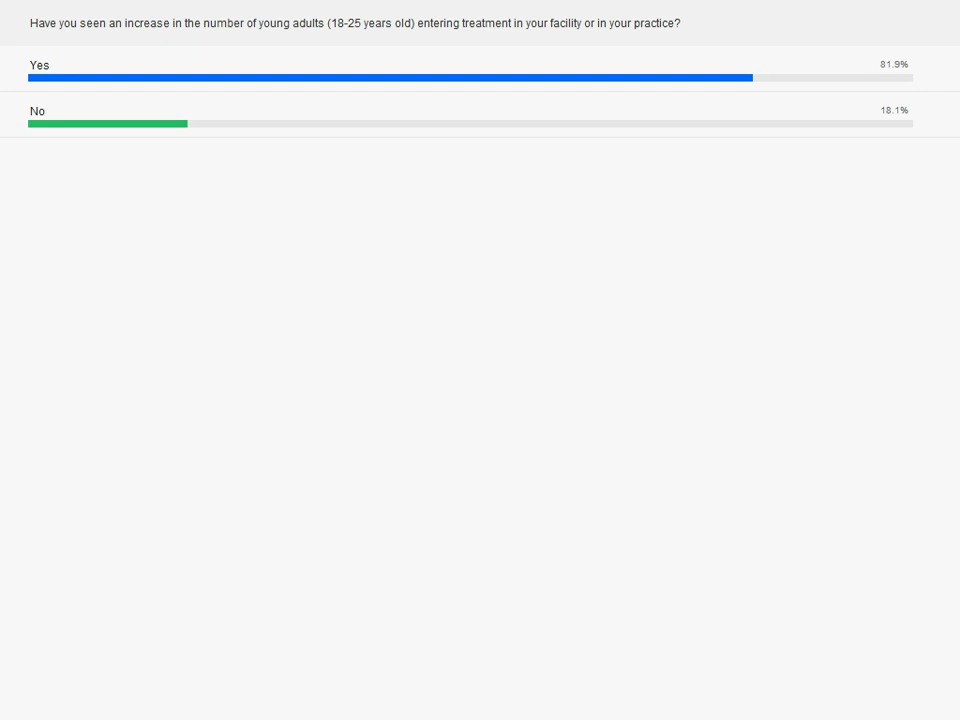 Have you seen an increase in the number of young adults (18-25 years old) entering treatment in your facility or in your practice?
Yes
81.9%
No
18.1%